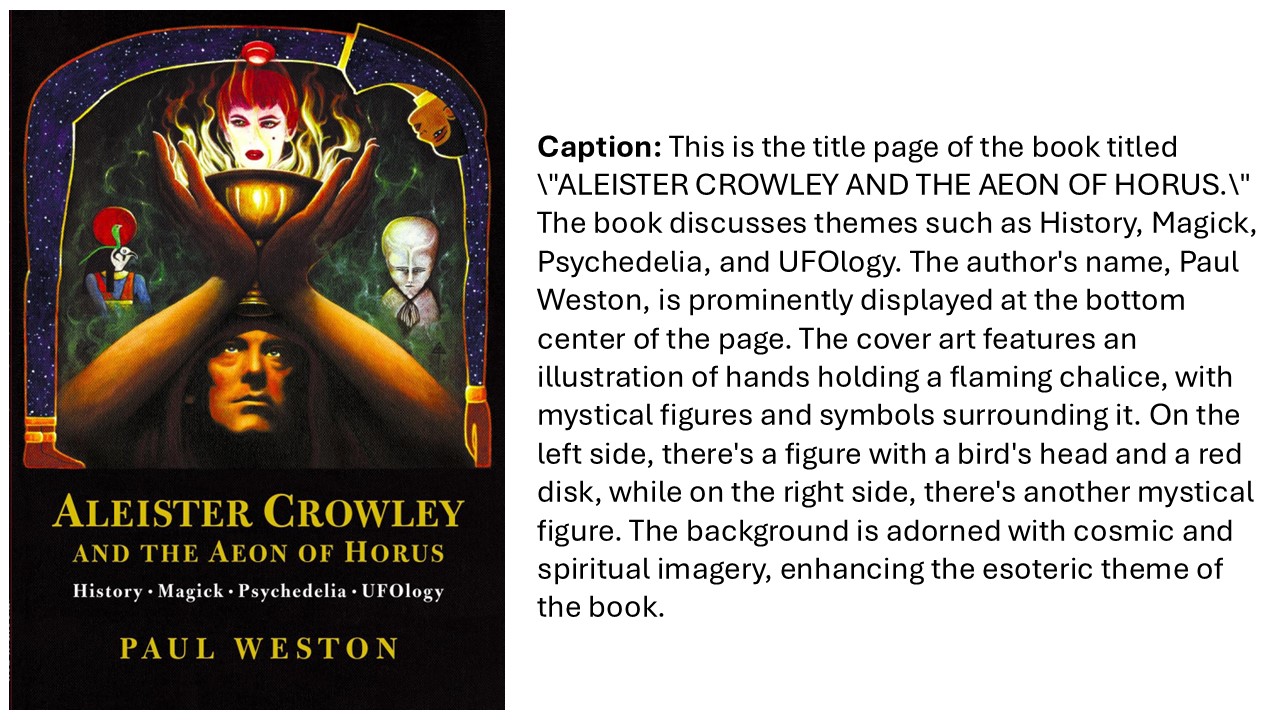 ALEISTER CROWLEY
AND THE AEON OF HORUS
History • Magick • Psychedelia • UFOlogy
PAUL WESTON
Caption: This is the title page of the book titled
\"ALEISTER CROWLEY AND THE AEON OF HORUS.\"
The book discusses themes such as History, Magick,
Psychedelia, and UFOlogy. The author's name, Paul
Weston, is prominently displayed at the bottom
center of the page. The cover art features an
illustration of hands holding a flaming chalice, with
mystical figures and symbols surrounding it. On the
left side, there's a figure with a bird's head and a red
disk, while on the right side, there's another mystical
figure. The background is adorned with cosmic and
spiritual imagery, enhancing the esoteric theme of
the book.